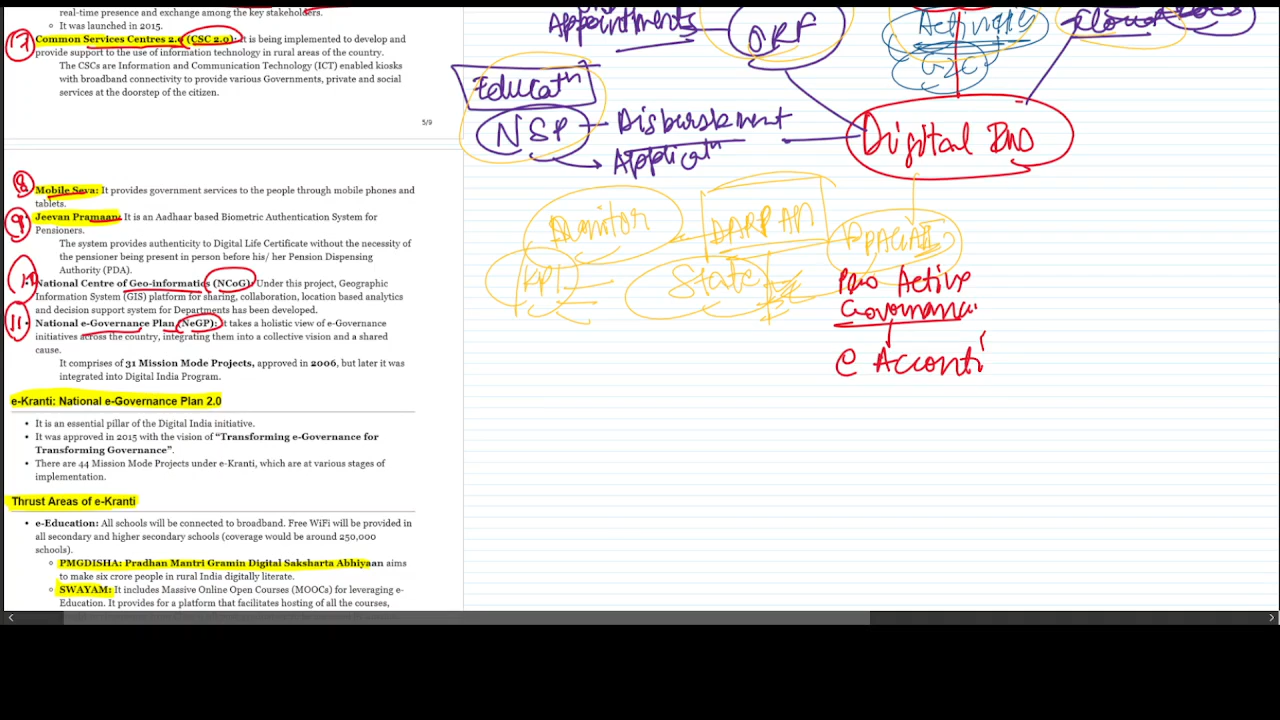 real-time presence and exchange among the key stakeholders.
It was launched in 2015.
17
Common Services Centres 2.0 (CSC 2.0): It is being implemented to develop and
provide support to the use of information technology in rural areas of the country.
The CSCs are Information and Communication Technology (ICT) enabled kiosks
with broadband connectivity to provide various Governments, private and social
services at the doorstep of the citizen.
5/9
8
Mobile Seva: It provides government services to the people through mobile phones and
tablets.
9
Jeevan Pramaan: It is an Aadhaar based Biometric Authentication System for
Pensioners.
The system provides authenticity to Digital Life Certificate without the necessity of
the pensioner being present in person before his/ her Pension Dispensing
Authority (PDA).
National Centre of Geo-informatics (NCoG): Under this project, Geographic
Information System (GIS) platform for sharing, collaboration, location based analytics
and decision support system for Departments has been developed.
11
National e-Governance Plan (NeGP): It takes a holistic view of e-Governance
initiatives across the country, integrating them into a collective vision and a shared
cause.
It comprises of 31 Mission Mode Projects, approved in 2006, but later it was
integrated into Digital India Program.
e-Kranti: National e-Governance Plan 2.0
It is an essential pillar of the Digital India initiative.
It was approved in 2015 with the vision of “Transforming e-Governance for
Transforming Governance”.
There are 44 Mission Mode Projects under e-Kranti, which are at various stages of
implementation.
Thrust Areas of e-Kranti
e-Education: All schools will be connected to broadband. Free WiFi will be provided in
all secondary and higher secondary schools (coverage would be around 250,000
schools).
PMGDISHA: Pradhan Mantri Gramin Digital Saksharta Abhiyaan aims
to make six crore people in rural India digitally literate.
SWAYAM: It includes Massive Online Open Courses (MOOCs) for leveraging e-
Education. It provides for a platform that facilitates hosting of all the courses,
Appointments
ORF
G2C
Educatn
NSP
Disbursement
Applicatn
Digital
Monitor
DARPAN
KPI
State
PRAGATI
Pro Active
Governance
e Acconti